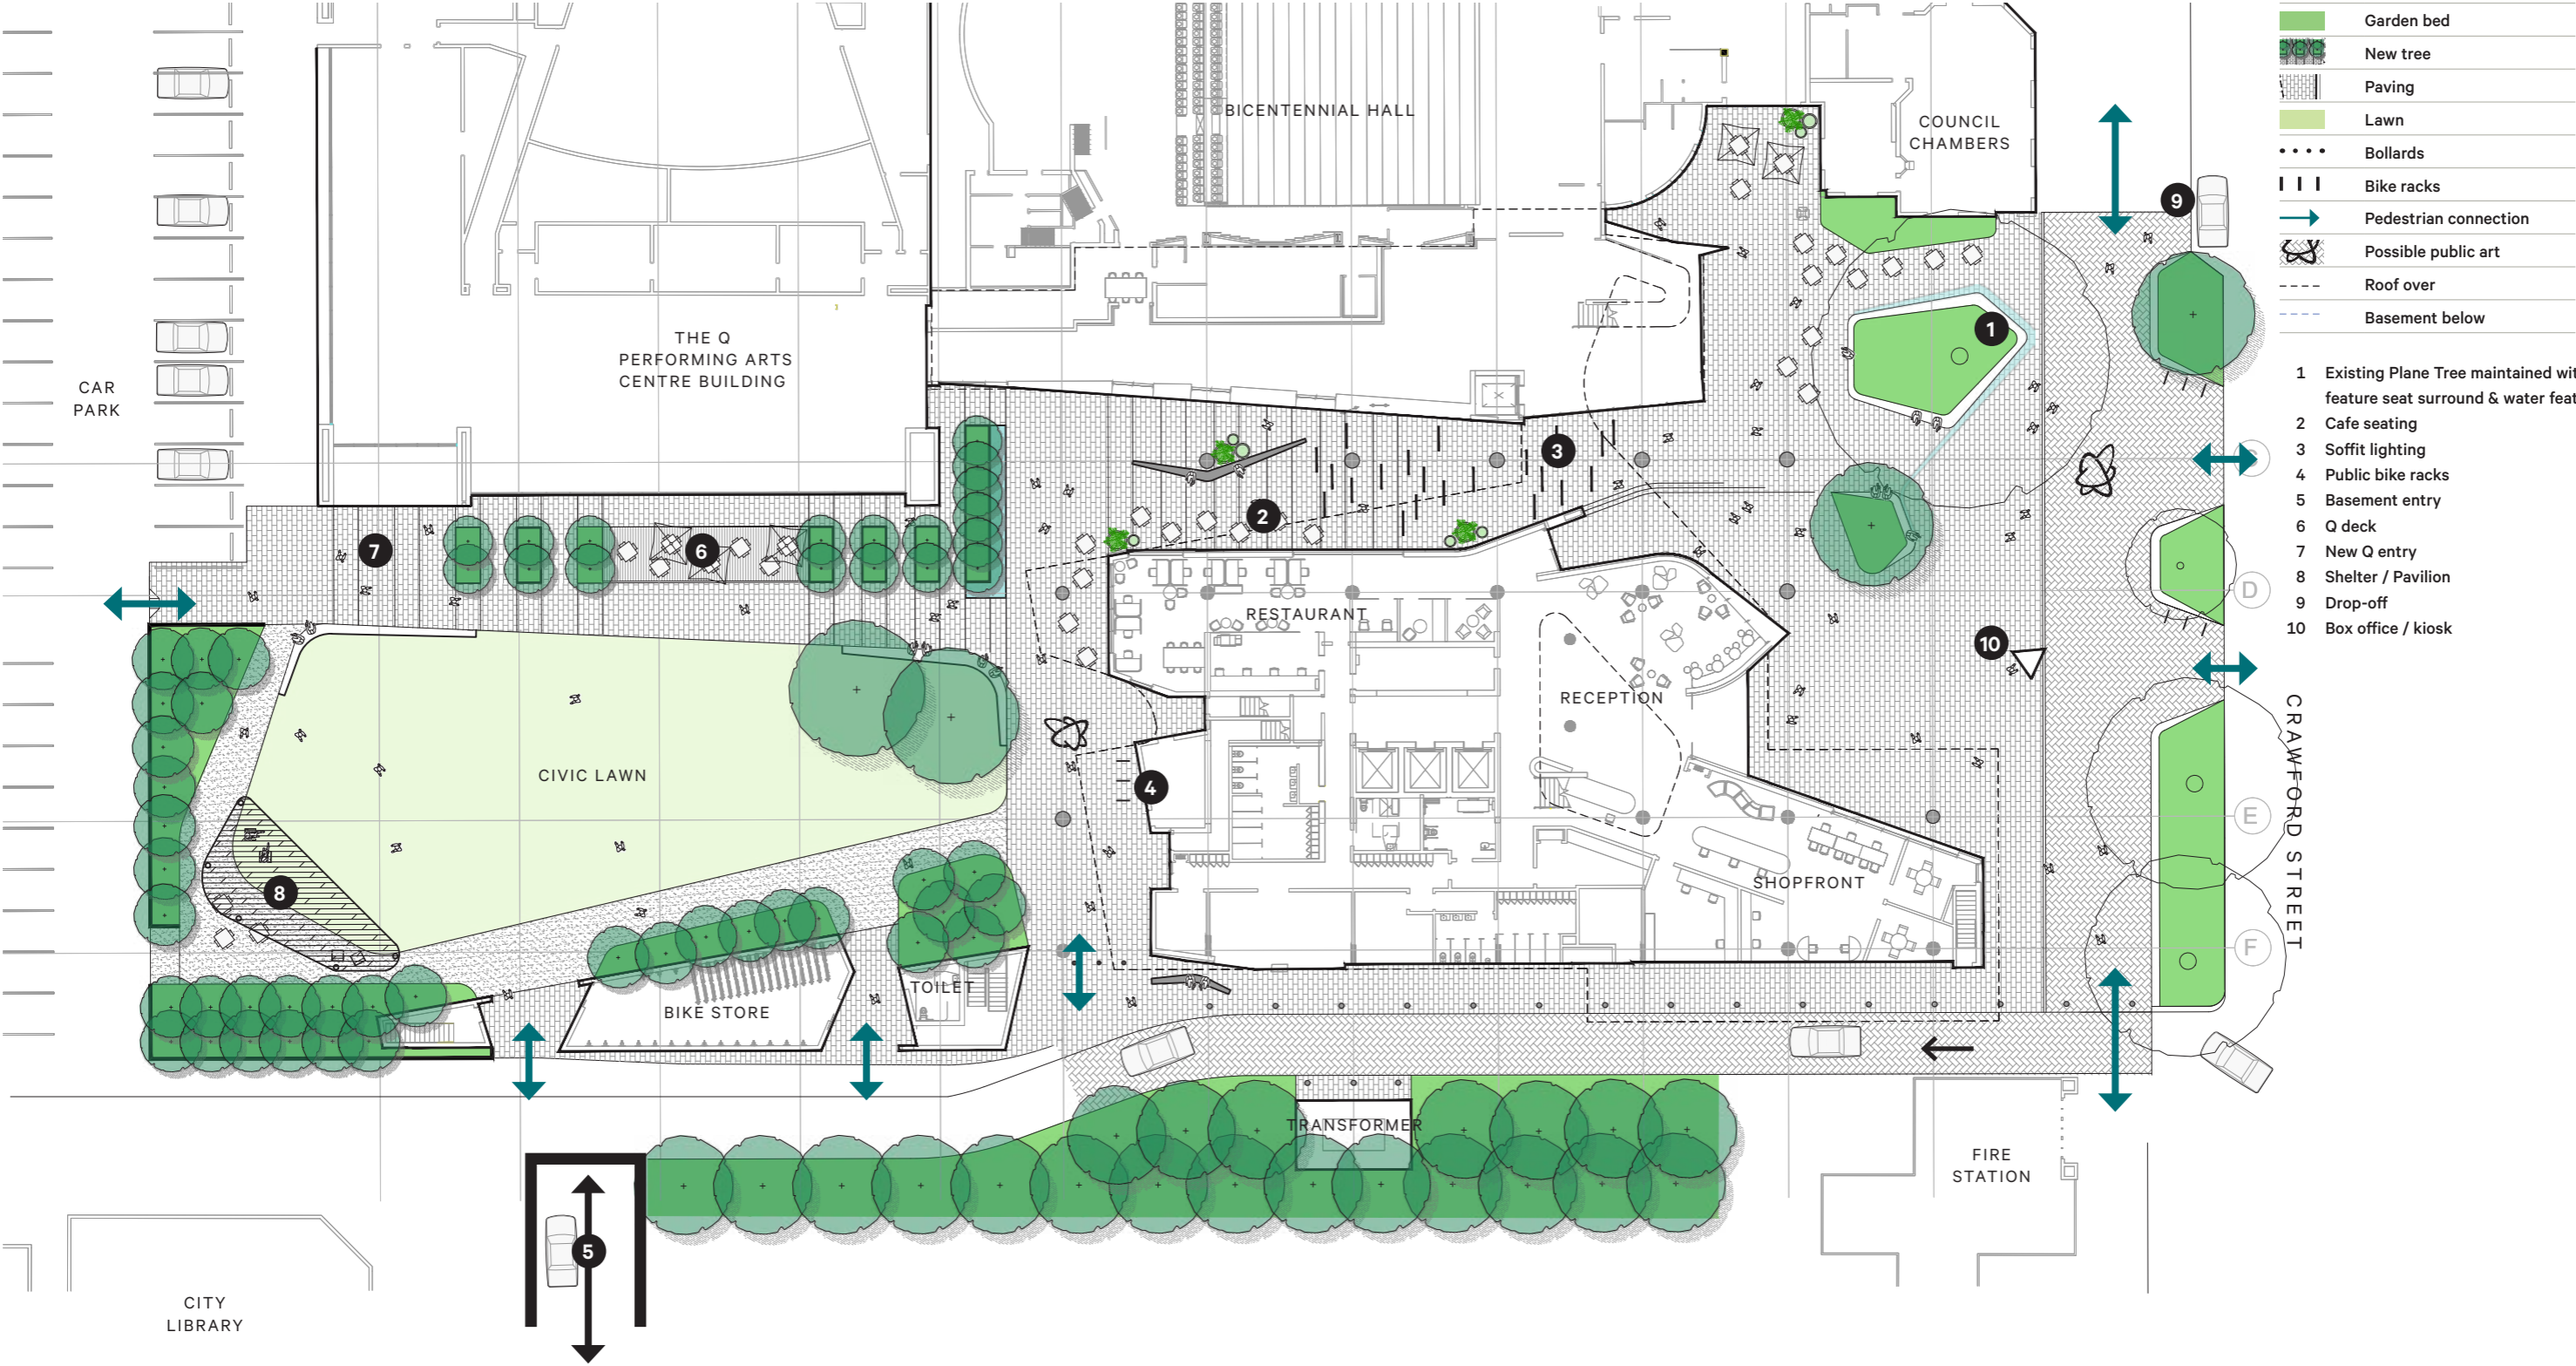 BICENTENNIAL HALL
COUNCIL
CHAMBERS
THE Q
PERFORMING ARTS
CENTRE BUILDING
CAR
PARK
RESTAURANT
RECEPTION
CIVIC LAWN
SHOPFRONT
BIKE STORE
TOILET
TRANSFORMER
FIRE
STATION
CITY
LIBRARY
CRAWFORD STREET
1
2
3
4
5
6
7
8
9
10
D
E
F
Garden bed
New tree
Paving
Lawn
Bollards
Bike racks
Pedestrian connection
Possible public art
Roof over
Basement below
1 Existing Plane Tree maintained wit
feature seat surround & water feat
2 Cafe seating
3 Soffit lighting
4 Public bike racks
5 Basement entry
6 Q deck
7 New Q entry
8 Shelter / Pavilion
9 Drop-off
10 Box office / kiosk